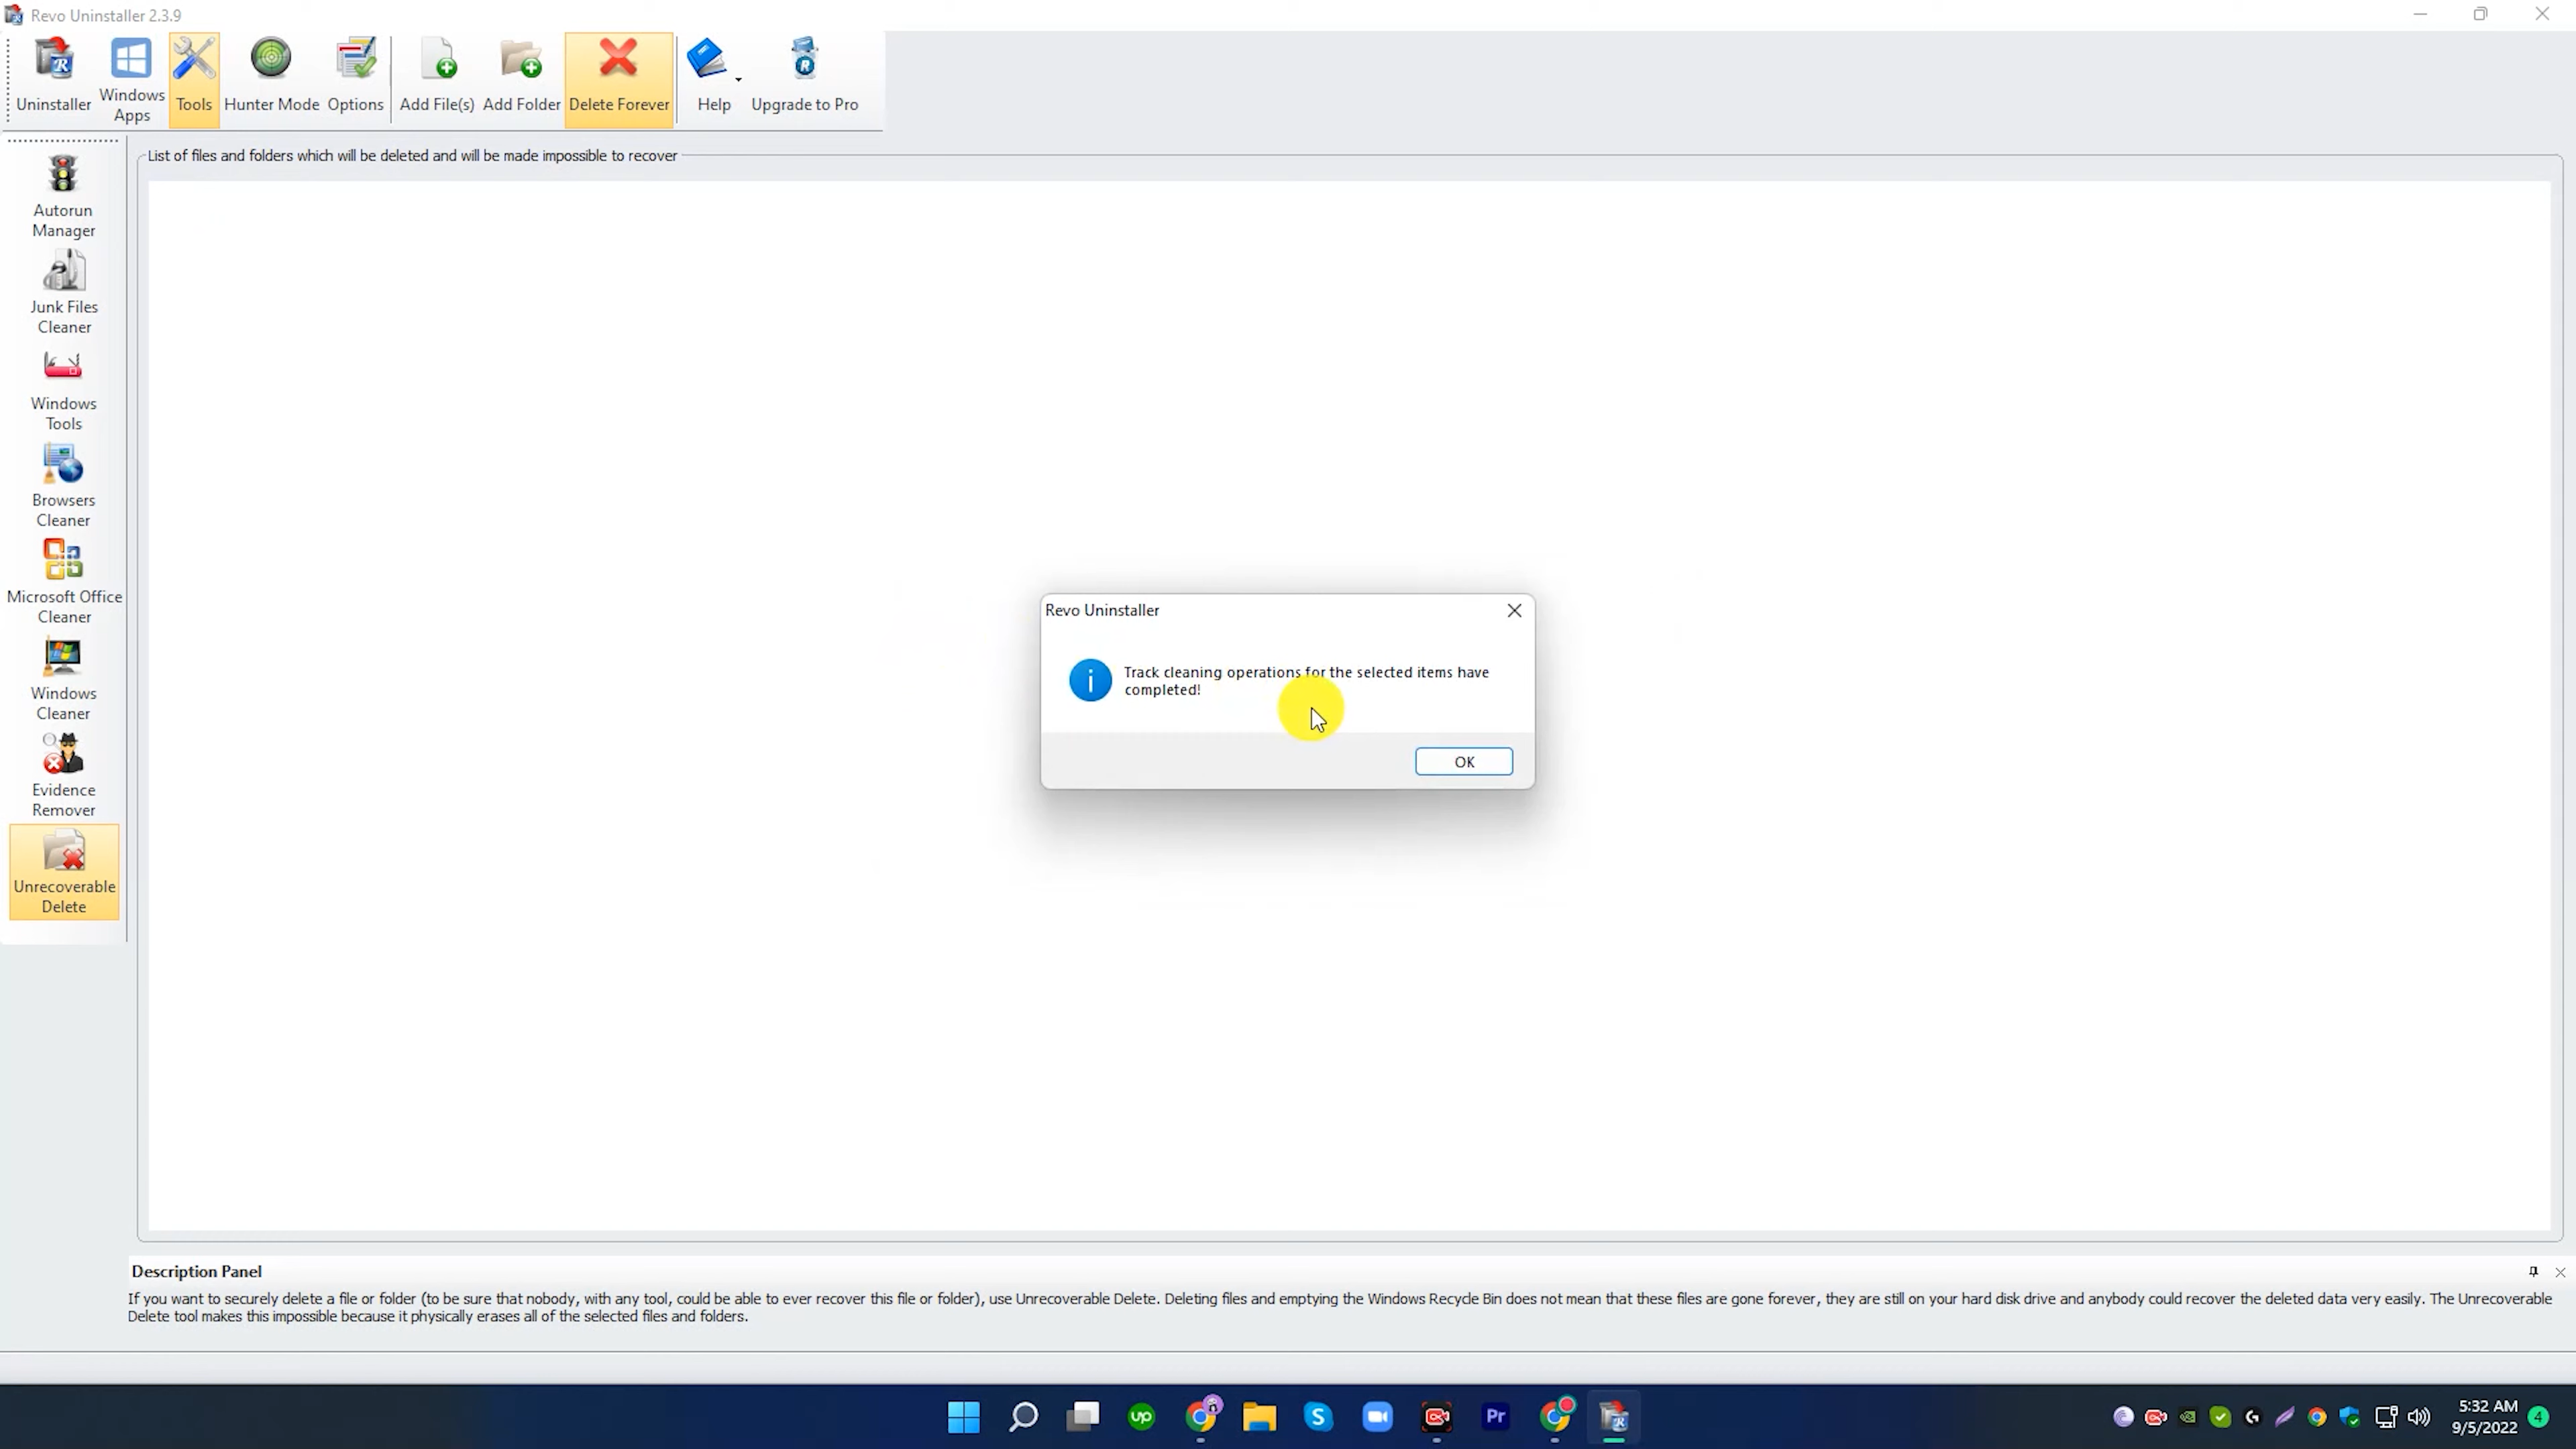 Revo Uninstaller 2.3.9
Uninstaller
Windows
Apps
Tools
Hunter Mode
Options
Add File(s)
Add Folder
Delete Forever
Help
Upgrade to Pro
Autorun
Manager
Junk Files
Cleaner
Windows
Tools
Browsers
Cleaner
Microsoft Office
Cleaner
Windows
Cleaner
Evidence
Remover
Unrecoverable
Delete
List of files and folders which will be deleted and will be made impossible to recover
Revo Uninstaller
Track cleaning operations for the selected items have
completed!
OK
Description Panel
If you want to securely delete a file or folder (to be sure that nobody, with any tool, could be able to ever recover this file or folder), use Unrecoverable Delete. Deleting files and emptying the Windows Recycle Bin does not mean that these files are gone forever, they are still on your hard disk drive and anybody could recover the deleted data very easily. The Unrecoverable
Delete tool makes this impossible because it physically erases all of the selected files and folders.
up
S
Pr
5:32 AM
9/5/2022
4